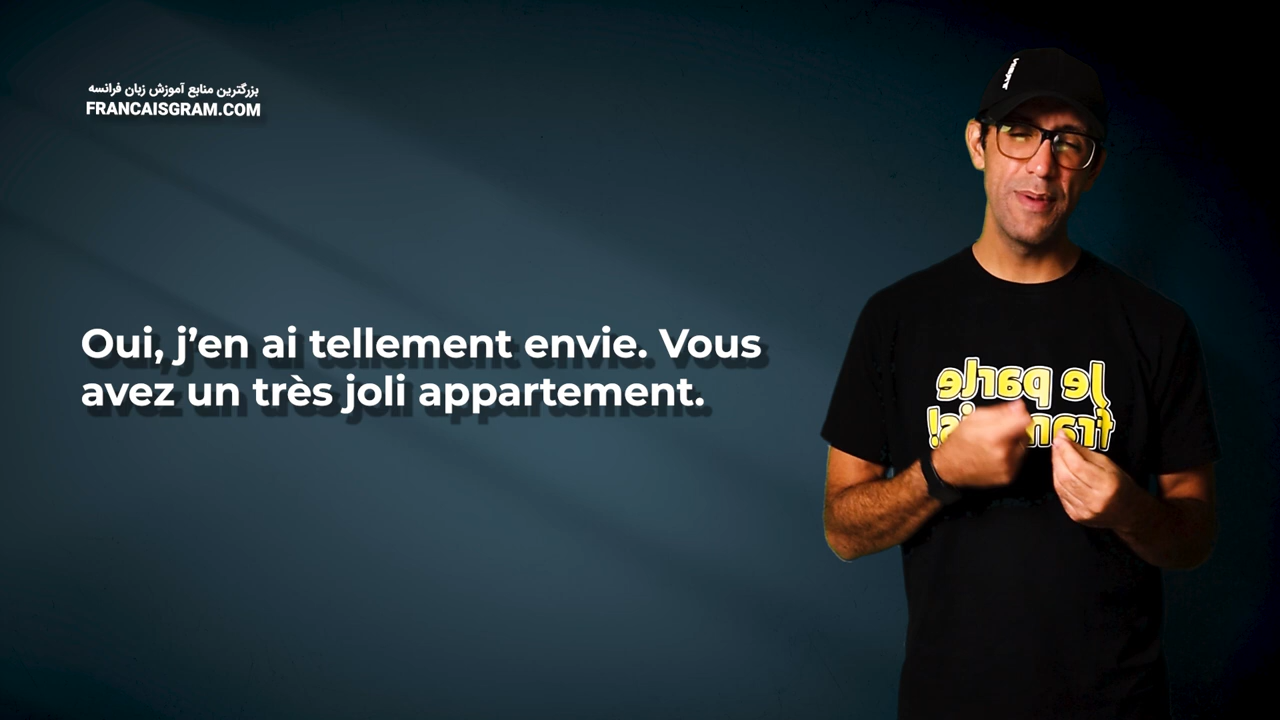 بزرگترین منابع آموزش زبان فرانسه
FRANCAISGRAM.COM
Oui, j’en ai tellement envie. Vous
avez un très joli appartement.
Je parle